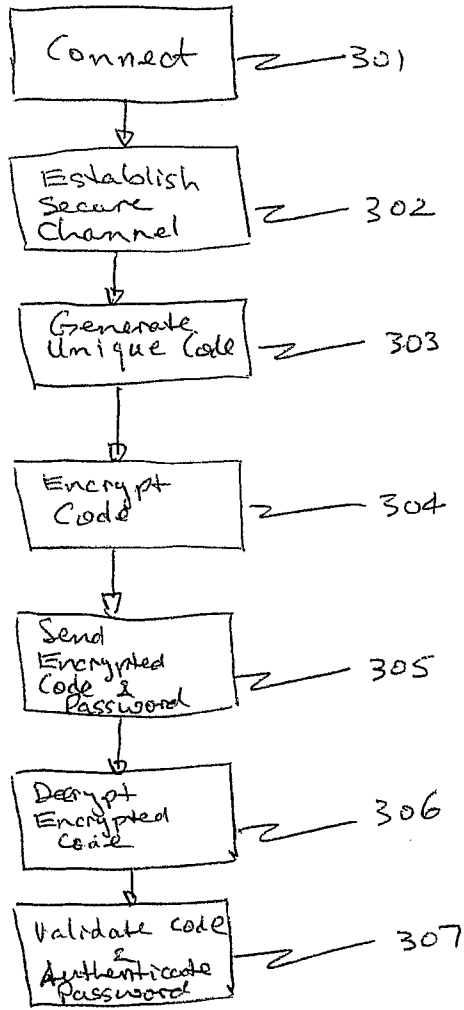 Connect
301
Establish
Secure
Channel
302
Generate
Unique Code
303
Encrypt
Code
304
Send
Encrypted
Code &
Password
305
Decrypt
Encrypted
Code
306
Validate Code
&
Authenticate
Password
307